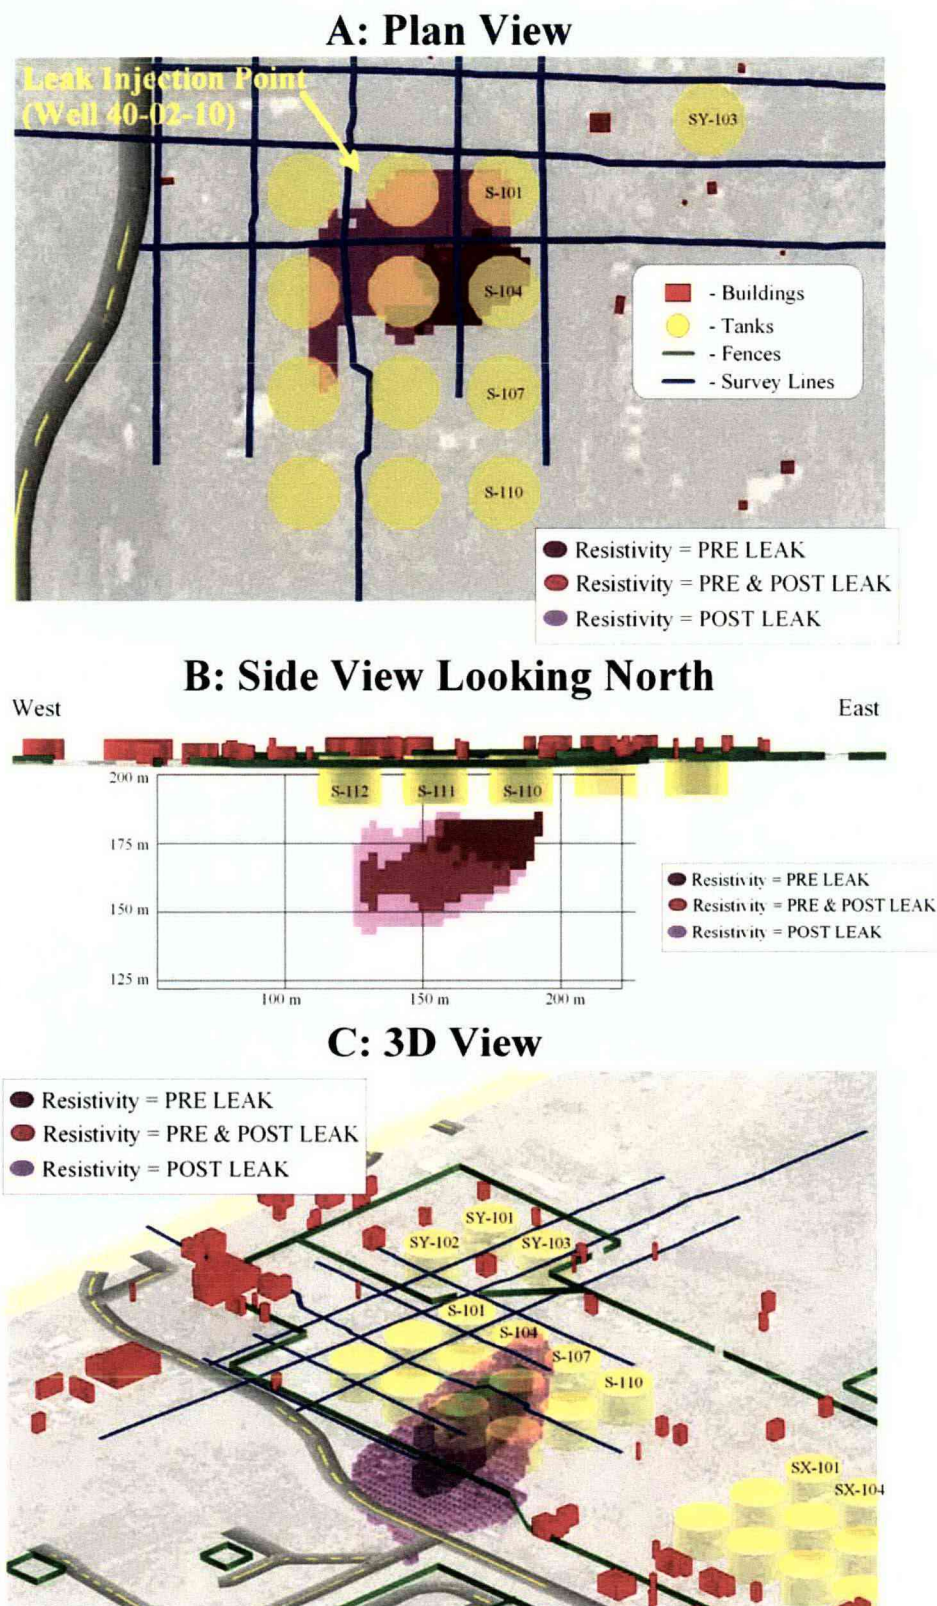 A: Plan View
Leak Injection Point
(Well 40-02-10)
SY-103
S-101
S-104
S-107
S-110
- Buildings
- Tanks
- Fences
- Survey Lines
Resistivity = PRE LEAK
Resistivity = PRE & POST LEAK
Resistivity = POST LEAK
B: Side View Looking North
West
East
200 m
S-112
S-111
S-110
175 m
150 m
125 m
100 m
150 m
200 m
Resistivity = PRE LEAK
Resistivity = PRE & POST LEAK
Resistivity = POST LEAK
C: 3D View
Resistivity = PRE LEAK
Resistivity = PRE & POST LEAK
Resistivity = POST LEAK
SY-101
SY-102
SY-103
S-101
S-104
S-107
S-110
SX-101
SX-104